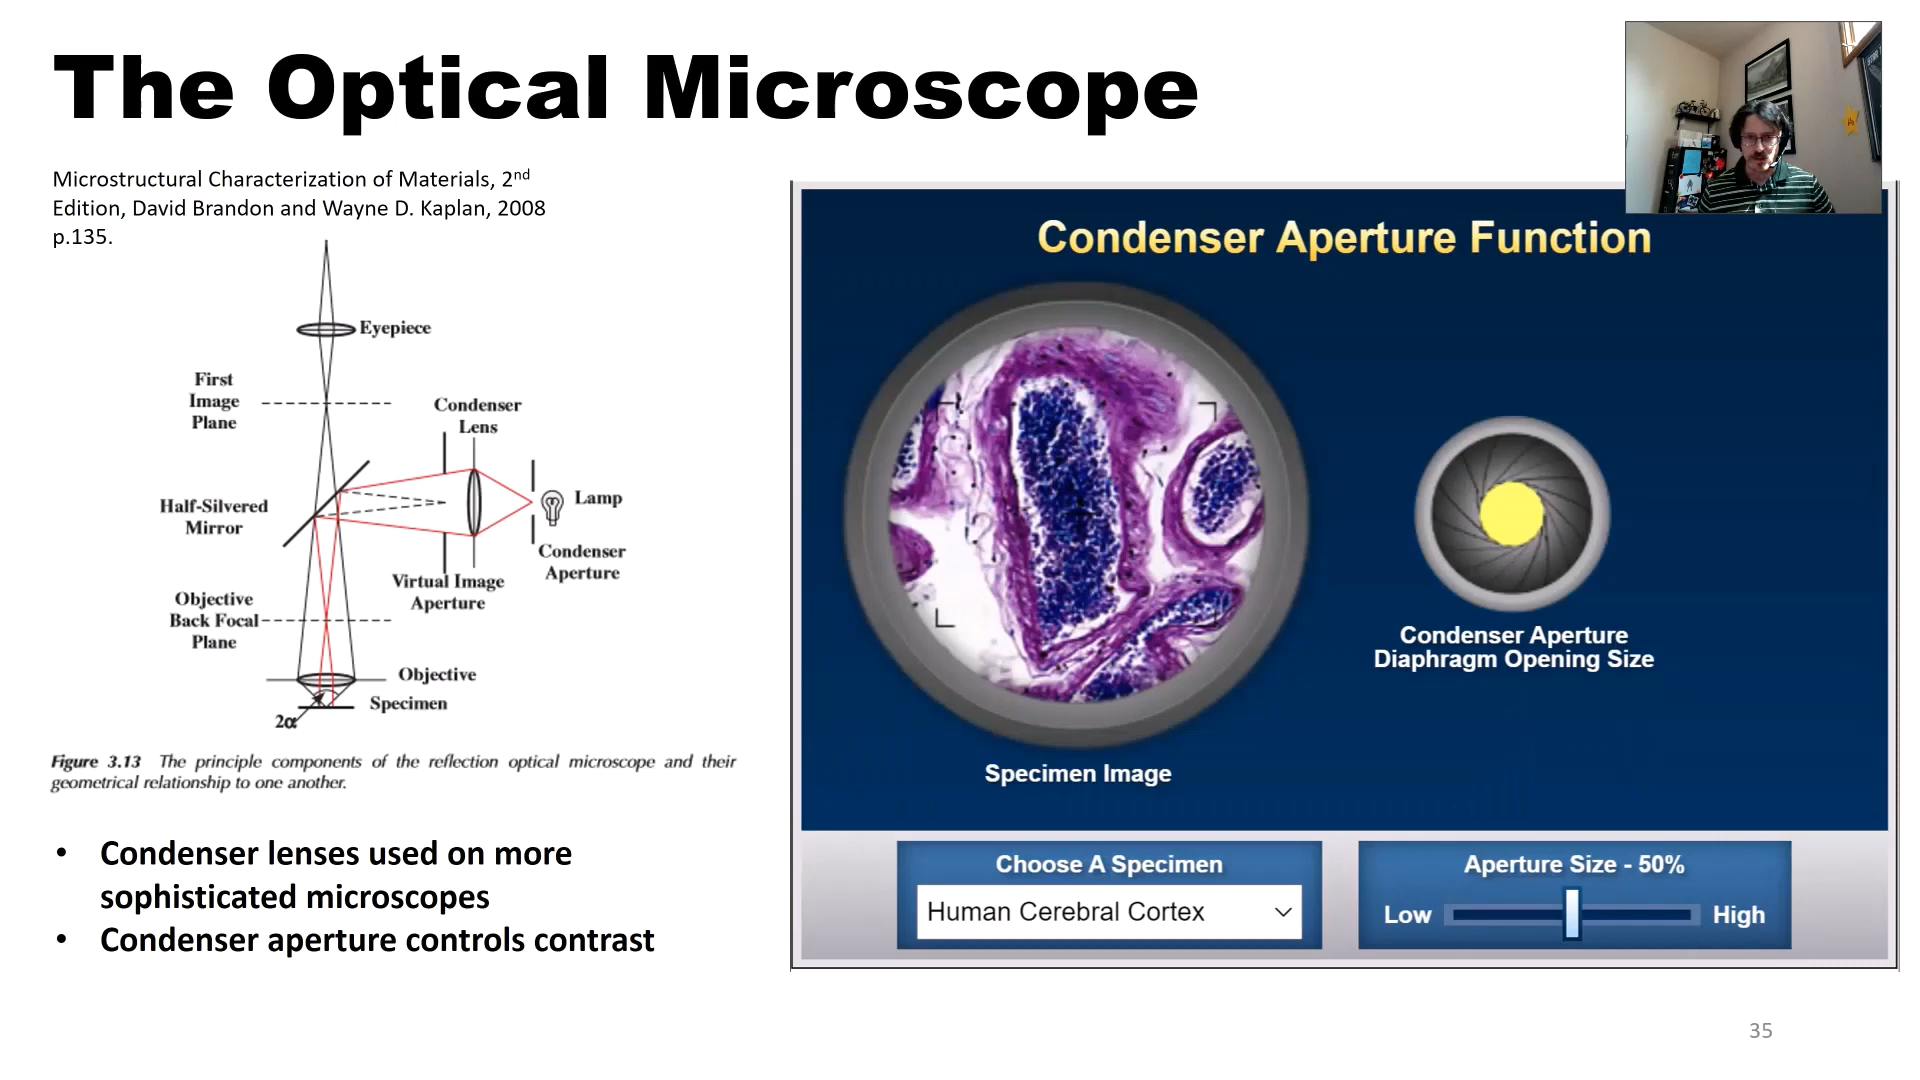 The Optical Microscope
Microstructural Characterization of Materials, 2nd
Edition, David Brandon and Wayne D. Kaplan, 2008
p.135.
Eyepiece
First
Image
Plane
Condenser
Lens
Half-Silvered
Mirror
Lamp
Condenser
Aperture
Virtual Image
Aperture
Objective
Back Focal
Plane
Objective
Specimen
2α
Figure 3.13 The principle components of the reflection optical microscope and their
geometrical relationship to one another.
• Condenser lenses used on more
sophisticated microscopes
• Condenser aperture controls contrast
Condenser Aperture Function
Condenser Aperture
Diaphragm Opening Size
Specimen Image
Choose A Specimen
Human Cerebral Cortex
Aperture Size - 50%
Low
High
35